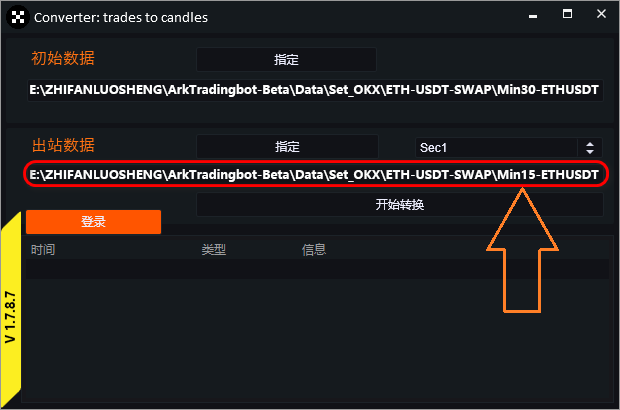 Converter: trades to candles
初始数据
指定
E:\ZHIFANLUOSHENG\ArkTradingbot-Beta\Data\Set_OKX\ETH-USDT-SWAP\Min30-ETHUSDT
出站数据
指定
Sec1
E:\ZHIFANLUOSHENG\ArkTradingbot-Beta\Data\Set_OKX\ETH-USDT-SWAP\Min15-ETHUSDT
开始转换
登录
时间 类型 信息
V 1.7.8.7